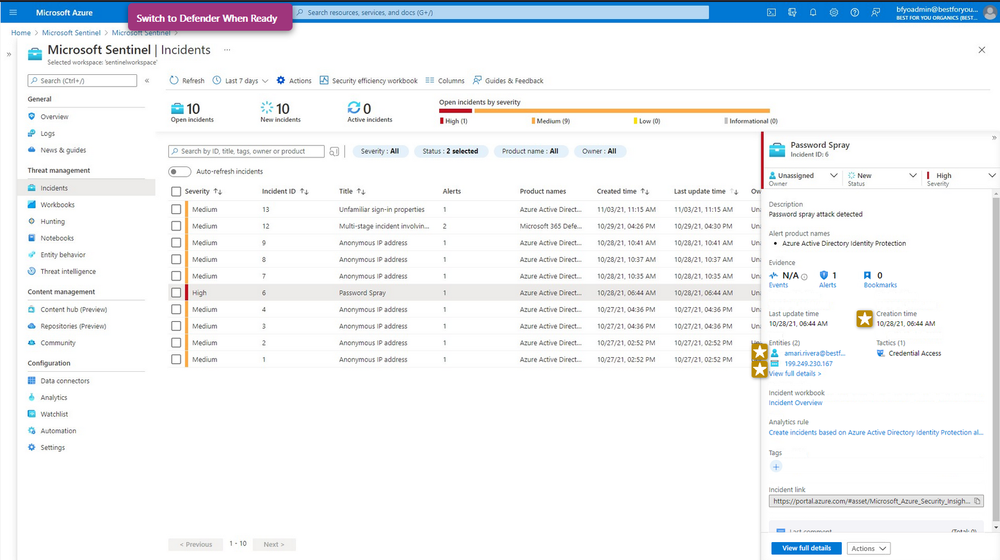 Microsoft Azure
Switch to Defender When Ready
Search resources, services, and docs (G+/)
bfyoadmin@bestforyou...
BEST FOR YOU ORGANICS (BEST...
Home > Microsoft Sentinel > Microsoft Sentinel >
Microsoft Sentinel | Incidents ...
Selected workspace: 'sentinelworkspace'
Search (Ctrl+/)
General
Overview
Logs
News & guides
Threat management
Incidents
Workbooks
Hunting
Notebooks
Entity behavior
Threat intelligence
Content management
Content hub (Preview)
Repositories (Preview)
Community
Configuration
Data connectors
Analytics
Watchlist
Automation
Settings
Refresh Last 7 days Actions Security efficiency workbook Columns Guides & Feedback
10 Open incidents
10 New incidents
0 Active incidents
Open incidents by severity
High (1) Medium (9) Low (0) Informational (0)
Search by ID, title, tags, owner or product
Severity : All Status : 2 selected Product name : All Owner : All
Auto-refresh incidents
Severity Incident ID Title Alerts Product names Created time Last update time Ow
Medium 13 Unfamiliar sign-in properties 1 Azure Active Direct... 11/03/21, 11:15 AM 11/03/21, 11:15 AM Una
Medium 12 Multi-stage incident involvin... 2 Microsoft 365 Defe... 10/29/21, 04:26 PM 10/29/21, 04:30 PM Una
Medium 9 Anonymous IP address 1 Azure Active Direct... 10/28/21, 10:41 AM 10/28/21, 10:41 AM Una
Medium 8 Anonymous IP address 1 Azure Active Direct... 10/28/21, 10:37 AM 10/28/21, 10:37 AM Una
Medium 7 Anonymous IP address 1 Azure Active Direct... 10/28/21, 10:35 AM 10/28/21, 10:35 AM Una
High 6 Password Spray 1 Azure Active Direct... 10/28/21, 06:44 AM 10/28/21, 06:44 AM Una
Medium 4 Anonymous IP address 1 Azure Active Direct... 10/27/21, 04:36 PM 10/27/21, 04:36 PM Una
Medium 3 Anonymous IP address 1 Azure Active Direct... 10/27/21, 04:36 PM 10/27/21, 04:36 PM Una
Medium 2 Anonymous IP address 1 Azure Active Direct... 10/27/21, 02:52 PM 10/27/21, 02:52 PM
Medium 1 Anonymous IP address 1 Azure Active Direct... 10/27/21, 02:52 PM 10/27/21, 02:52 PM
< Previous 1 - 10 Next >
Password Spray
Incident ID: 6
Unassigned New High
Owner Status Severity
Description
Password spray attack detected
Alert product names
• Azure Active Directory Identity Protection
Evidence
N/A 1 0
Events Alerts Bookmarks
Last update time Creation time
10/28/21, 06:44 AM 10/28/21, 06:44 AM
Entities (2) Tactics (1)
amari.rivera@bestf... Credential Access
199.249.230.167
View full details >
Incident workbook
Incident Overview
Analytics rule
Create incidents based on Azure Active Directory Identity Protection al...
Tags
Incident link
https://portal.azure.com/#asset/Microsoft_Azure_Security_Insigh...
Last comment (Total: 0)
View full details Actions